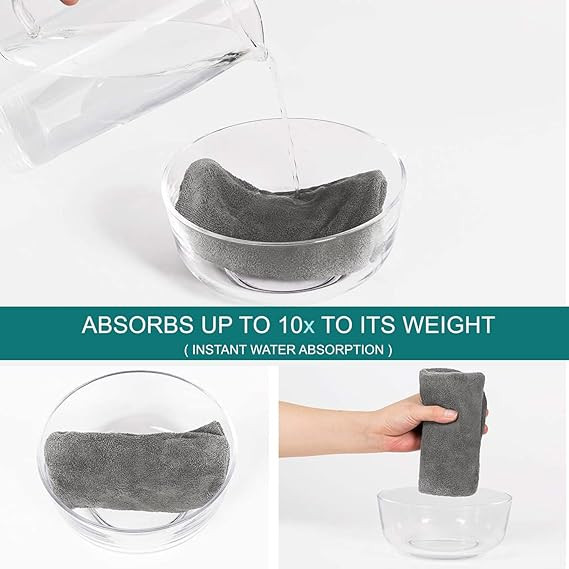 ABSORBS UP TO 10x TO ITS WEIGHT
( INSTANT WATER ABSORPTION )